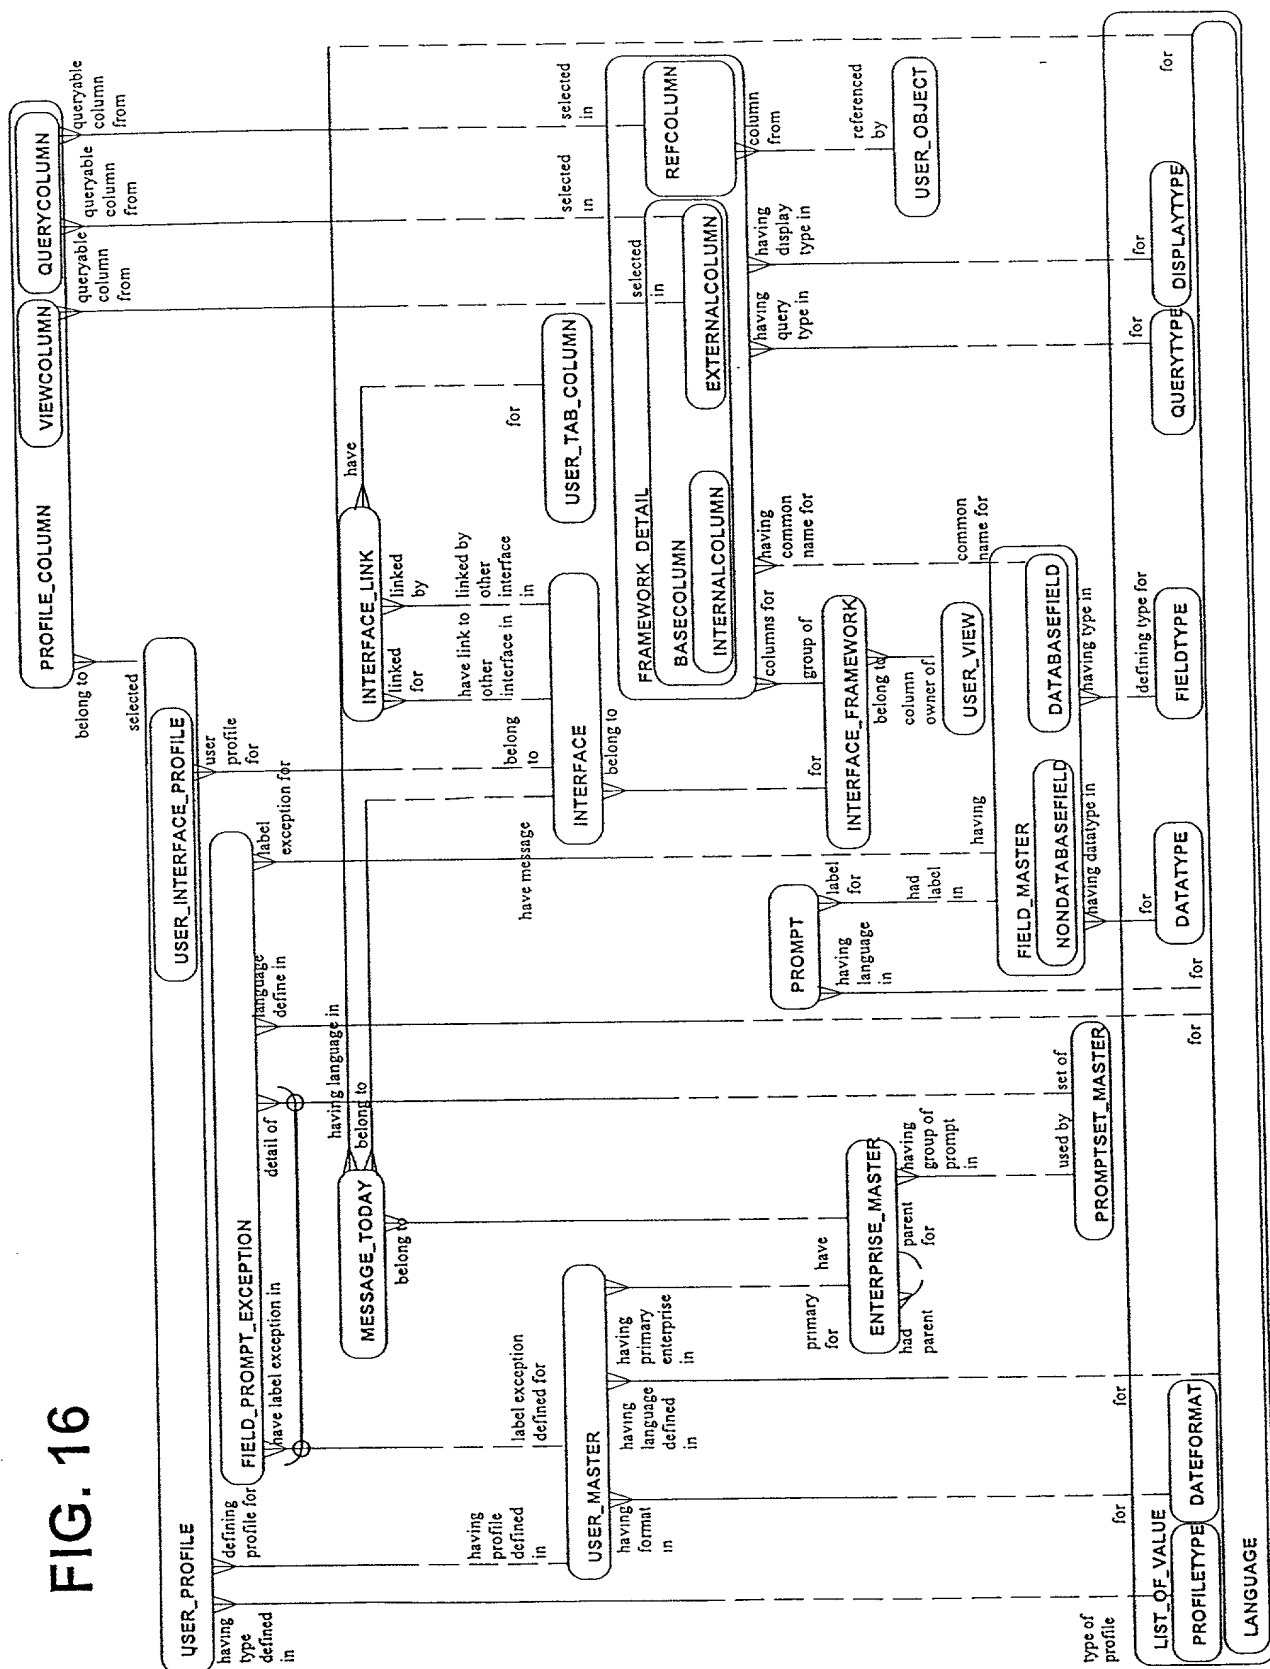 FIG. 16
PROFILE_COLUMN
VIEWCOLUMN
QUERYCOLUMN
belong to
queryable
column
from
queryable
column
from
queryable
column
from
selected
USER_PROFILE
USER_INTERFACE_PROFILE
having
type
defined
in
defining
profile for
user
profile
for
FIELD_PROMPT_EXCEPTION
have label exception in
detail of
language
define in
label
exception for
having language in
belong to
MESSAGE_TODAY
belong to
INTERFACE_LINK
have
linked
for
linked
by
have link to
other
interface in
linked by
other
interface
in
belong
to
have message
for
selected
in
selected
in
selected
in
having
profile
defined
in
label exception
defined for
USER_MASTER
having
format
in
having
language
defined
in
having
primary
enterprise
in
INTERFACE
belong to
USER_TAB_COLUMN
FRAMEWORK_DETAIL
BASECOLUMN
INTERNALCOLUMN
EXTERNALCOLUMN
REFCOLUMN
columns for
having
common
name for
having
query
type in
having
display
type in
column
from
primary
for
have
ENTERPRISE_MASTER
had
parent
parent
for
having
group of
prompt
in
PROMPT
having
language
in
label
for
had
label
in
for
group of
INTERFACE_FRAMEWORK
belong to
column
owner of
USER_VIEW
referenced
by
USER_OBJECT
having
common
name for
FIELD_MASTER
NONDATABASEFIELD
DATABASEFIELD
having datatype in
having type in
used by
set of
PROMPTSET_MASTER
type of
profile
for
for
for
for
for
defining type for
for
for
for
LIST_OF_VALUE
PROFILETYPE
DATEFORMAT
DATATYPE
FIELDTYPE
QUERYTYPE
DISPLAYTYPE
LANGUAGE